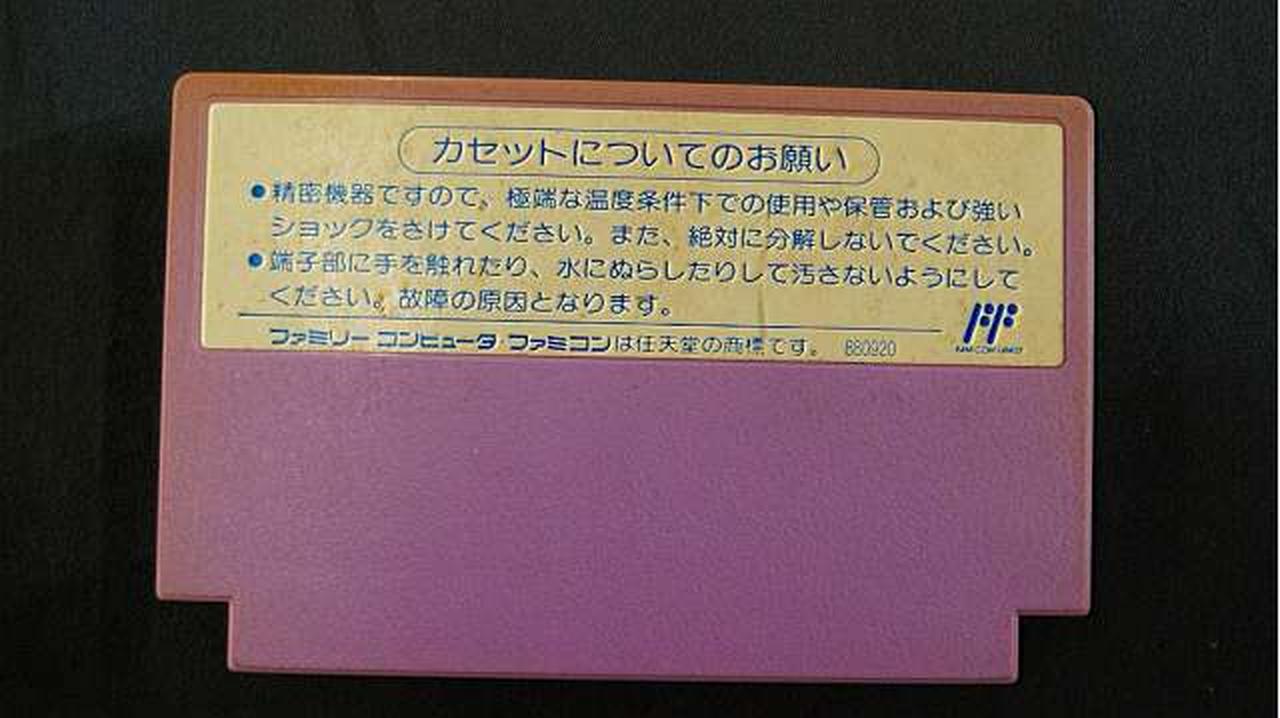 カセットについてのお願い
●精密機器ですので、極端な温度条件下での使用や保管および強い
ショックをさけてください。また、絶対に分解しないでください。
●端子部に手を触れたり、水にぬらしたりして汚さないようにして
ください。故障の原因となります。
ファミリーコンピュータ・ファミコンは任天堂の商標です。 680920